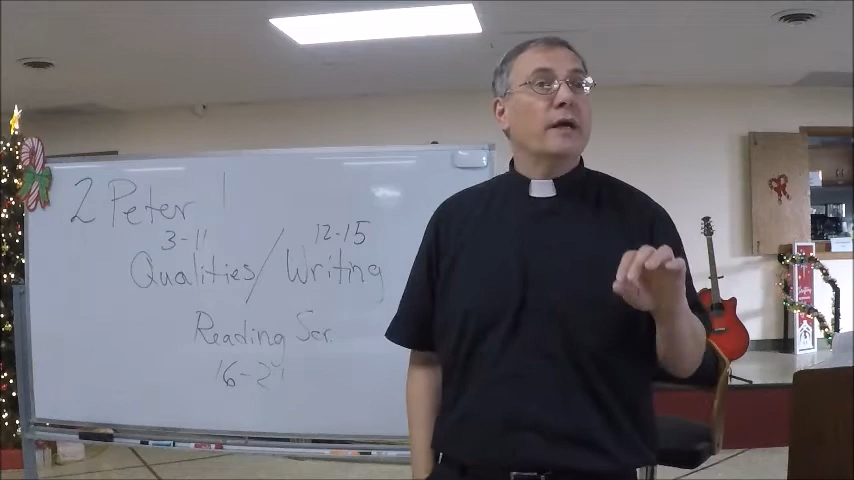 2 Peter 1
3-11 12-15
Qualities/Writing
Reading Scr.
16-21